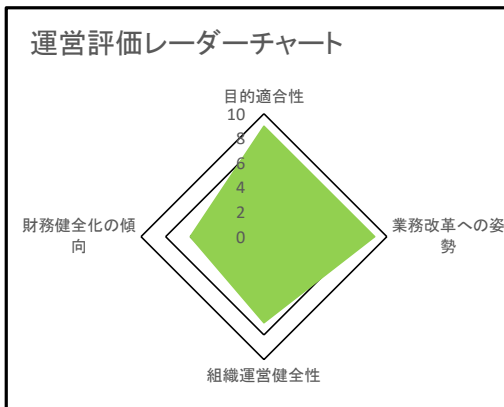 運営評価レーダーチャート
目的適合性
10
8
6
4
2
0
財務健全化の傾
向
業務改革への姿
勢
組織運営健全性